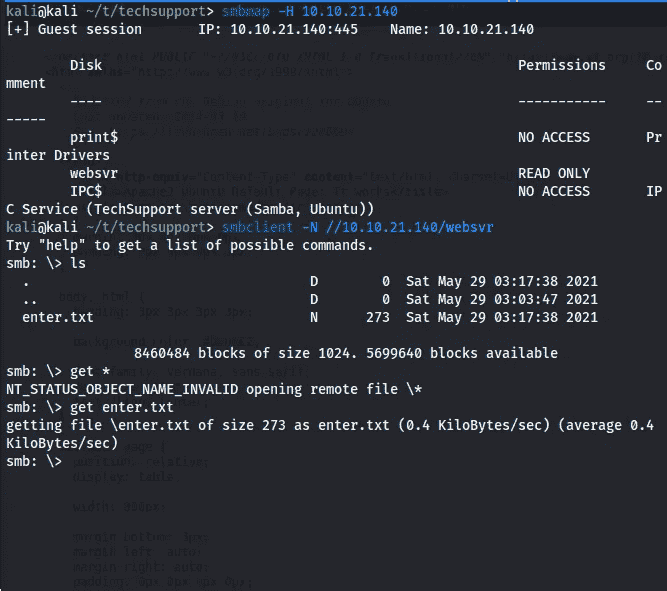 kali@kali ~/t/techsupport> smbmap -H 10.10.21.140
[+] Guest session IP: 10.10.21.140:445 Name: 10.10.21.140
Disk Permissions Co
mment
---- ----------- --
-----
print$ NO ACCESS Pr
inter Drivers
websvr READ ONLY
IPC$ NO ACCESS IP
C Service (TechSupport server (Samba, Ubuntu))
kali@kali ~/t/techsupport> smbclient -N //10.10.21.140/websvr
Try "help" to get a list of possible commands.
smb: \> ls
. D 0 Sat May 29 03:17:38 2021
.. D 0 Sat May 29 03:03:47 2021
enter.txt N 273 Sat May 29 03:17:38 2021
8460484 blocks of size 1024. 5699640 blocks available
smb: \> get *
NT_STATUS_OBJECT_NAME_INVALID opening remote file \*
smb: \> get enter.txt
getting file \enter.txt of size 273 as enter.txt (0.4 KiloBytes/sec) (average 0.4
KiloBytes/sec)
smb: \>